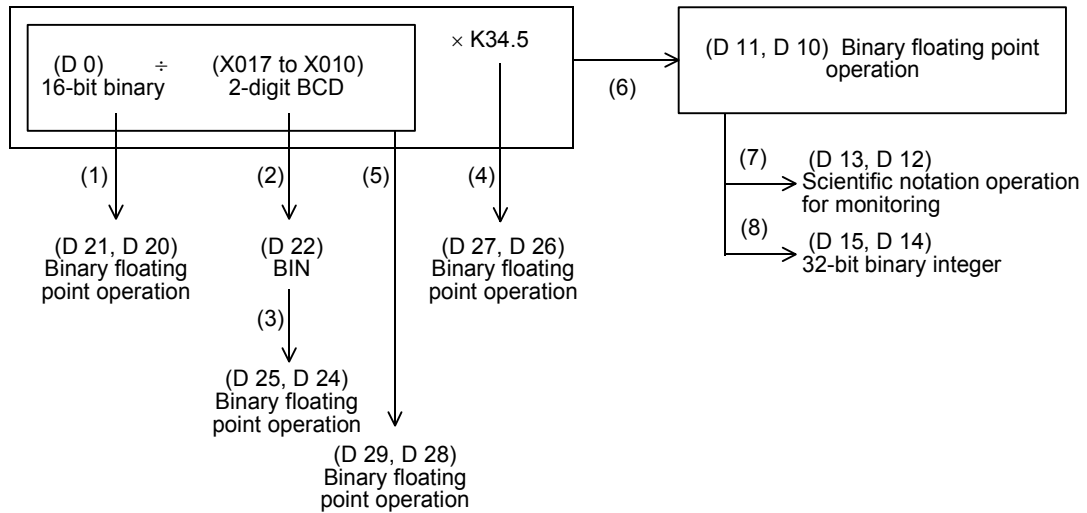 (D 0) ÷ (X017 to X010)
16-bit binary 2-digit BCD
× K34.5
(6)
(D 11, D 10) Binary floating point
operation
(1)
(2)
(5)
(4)
(7)
(D 13, D 12)
Scientific notation operation
for monitoring
(8)
(D 15, D 14)
32-bit binary integer
(D 21, D 20)
Binary floating
point operation
(D 22)
BIN
(D 27, D 26)
Binary floating
point operation
(3)
(D 25, D 24)
Binary floating
point operation
(D 29, D 28)
Binary floating
point operation